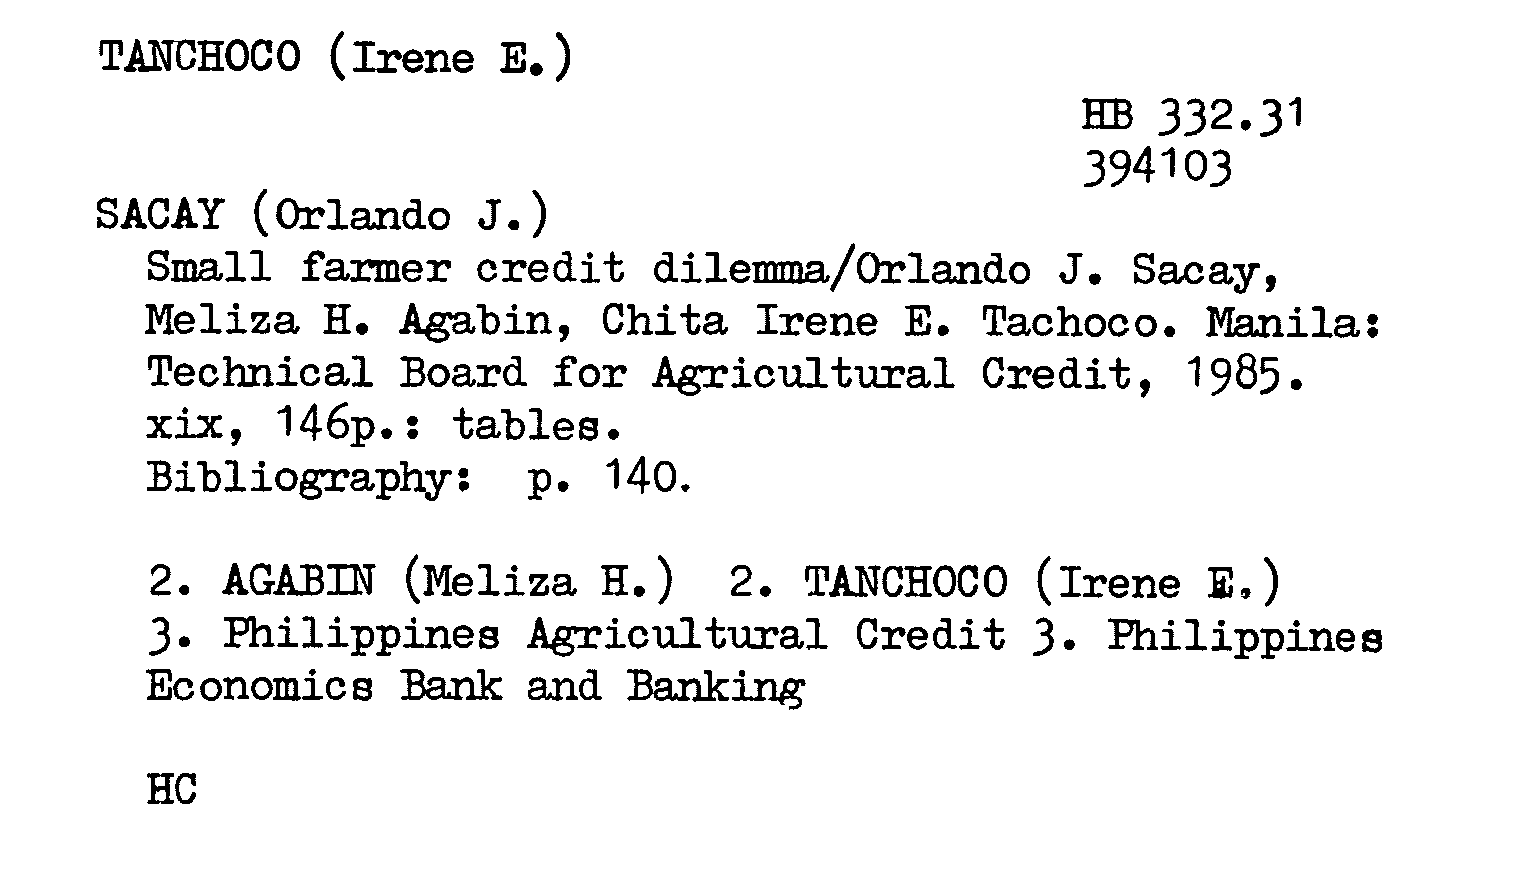 TANCHOCO (Irene E.)
HB 332.31
394103
SACAY (Orlando J.)
Small farmer credit dilemma/Orlando J. Sacay,
Meliza H. Agabin, Chita Irene E. Tachoco. Manila:
Technical Board for Agricultural Credit, 1985.
xix, 146p.: tables.
Bibliography: p. 140.
2. AGABIN (Meliza H.) 2. TANCHOCO (Irene E.)
3. Philippines Agricultural Credit 3. Philippines
Economics Bank and Banking
HC